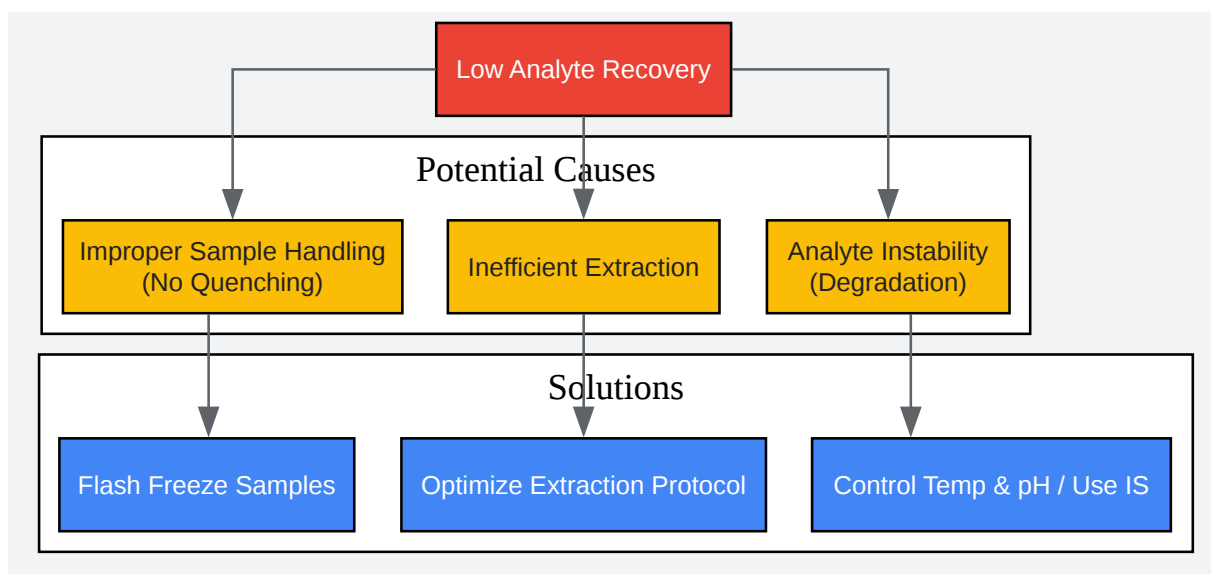 Low Analyte Recovery
Potential Causes
Improper Sample Handling
(No Quenching)
Inefficient Extraction
Analyte Instability
(Degradation)
Solutions
Flash Freeze Samples
Optimize Extraction Protocol
Control Temp & pH / Use IS